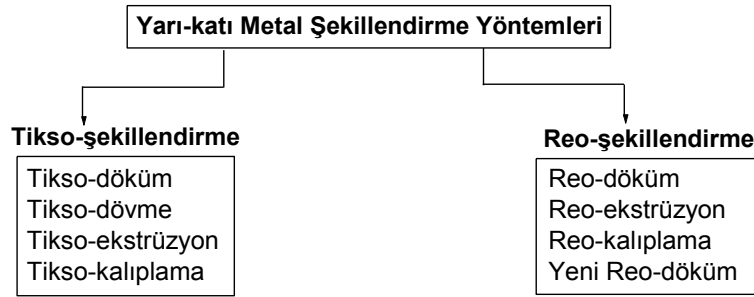 Yarı-katı Metal Şekillendirme Yöntemleri
Tikso-şekillendirme
Tikso-döküm
Tikso-dövme
Tikso-ekstrüzyon
Tikso-kalıplama
Reo-şekillendirme
Reo-döküm
Reo-ekstrüzyon
Reo-kalıplama
Yeni Reo-döküm